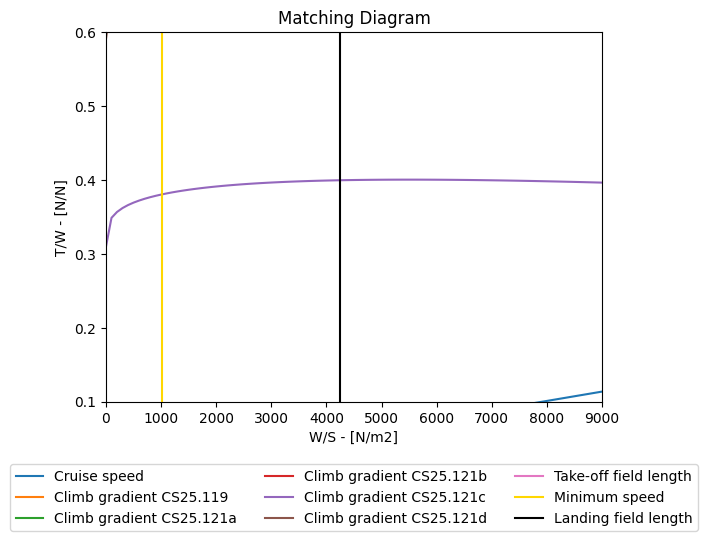 Matching Diagram
0.6
0.5
0.4
0.3
0.2
0.1
T/W - [N/N]
0 1000 2000 3000 4000 5000 6000 7000 8000 9000
W/S - [N/m2]
Cruise speed
Climb gradient CS25.119
Climb gradient CS25.121a
Climb gradient CS25.121b
Climb gradient CS25.121c
Climb gradient CS25.121d
Take-off field length
Minimum speed
Landing field length